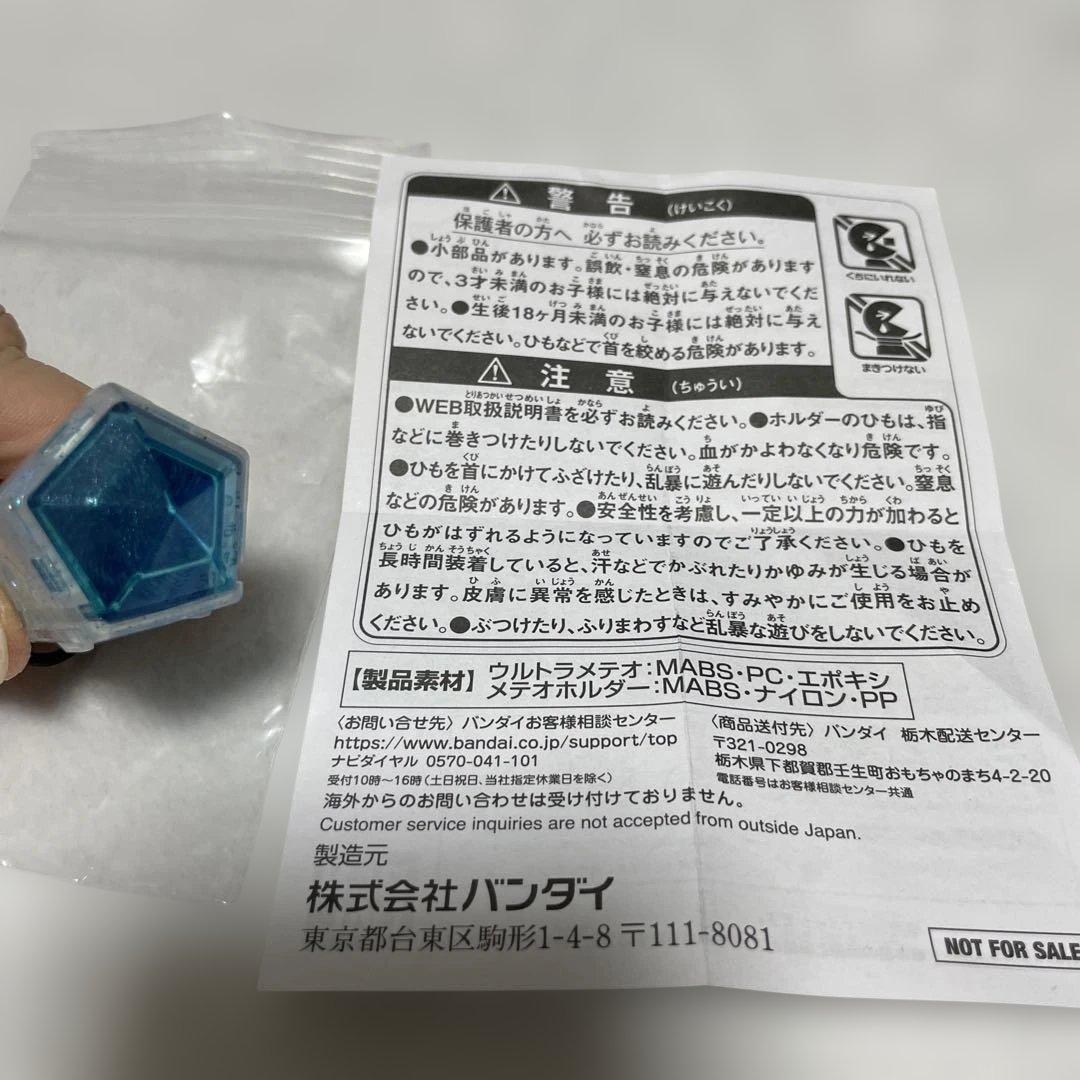 警告 (けいこく)
保護者の方へ 必ずお読みください。
●小部品があります。誤飲・窒息の危険があります
ので、3才未満のお子様には絶対に与えないでくだ
さい。●生後18ヶ月未満のお子様には絶対に与え
ないでください。ひもなどで首を絞める危険があります。
くちにいれない
まきつけない
注意 (ちゅうい)
●WEB取扱説明書を必ずお読みください。●ホルダーのひもは、指
などに巻きつけたりしないでください。血がかよわなくなり危険です。
●ひもを首にかけてふざけたり、乱暴に遊んだりしないでください。窒息
などの危険があります。●安全性を考慮し、一定以上の力が加わると
ひもがはずれるようになっていますのでご了承ください。●ひもを
長時間装着していると、汗などでかぶれたりかゆみが生じる場合が
あります。皮膚に異常を感じたときは、すみやかにご使用をお止め
ください。●ぶつけたり、ふりまわすなど乱暴な遊びをしないでください。
【製品素材】ウルトラメテオ:MABS・PC・エポキシ
メテオホルダー:MABS・ナイロン・PP
〈お問い合せ先〉バンダイお客様相談センター
https://www.bandai.co.jp/support/top
ナビダイヤル 0570-041-101
受付10時～16時(土日祝日、当社指定休業日を除く)
〈商品送付先〉バンダイ 栃木配送センター
〒321-0298
栃木県下都賀郡壬生町おもちゃのまち4-2-20
電話番号はお客様相談センター共通
海外からのお問い合わせは受け付けておりません。
Customer service inquiries are not accepted from outside Japan.
製造元
株式会社バンダイ
東京都台東区駒形1-4-8 〒111-8081
NOT FOR SALE